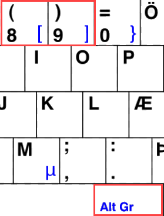 ( ) = Ö
8 [ 9 ] 0 }
I O P
J K L Æ
M ; :
µ , .
Alt Gr